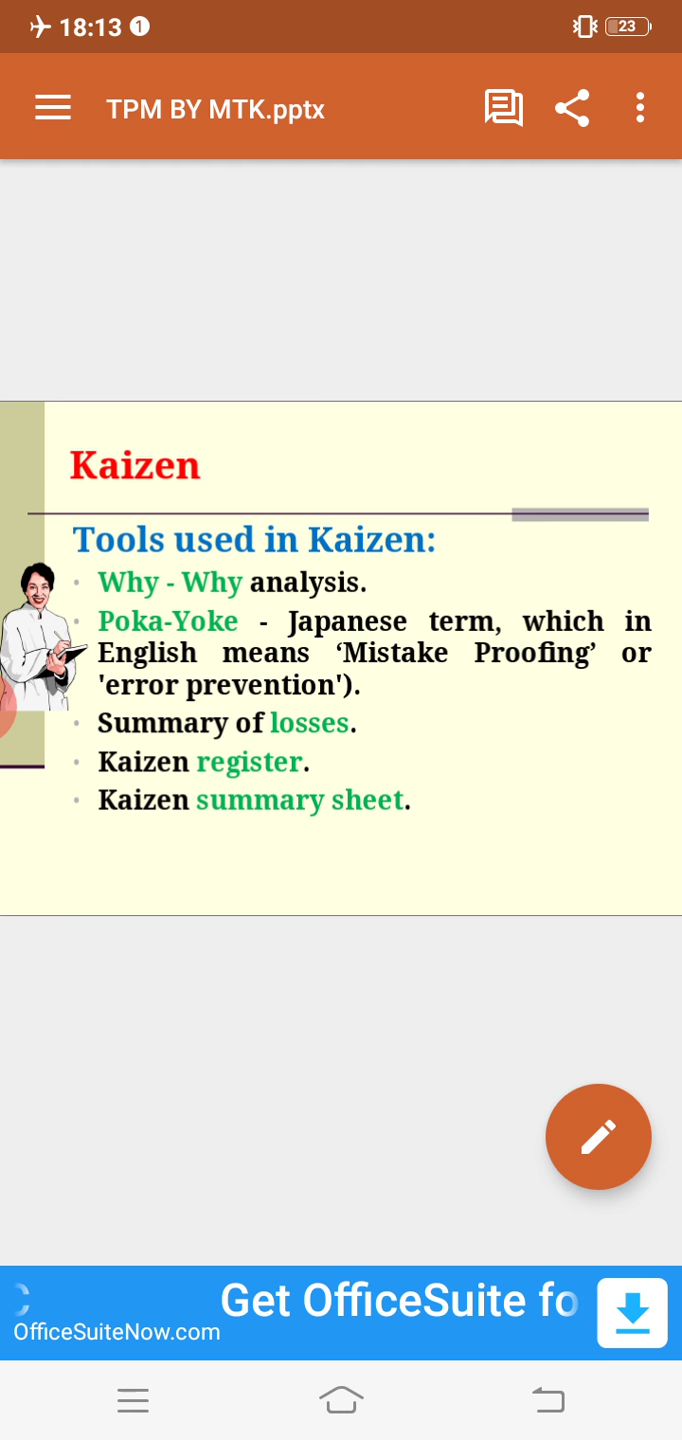 18:13 1
23
TPM BY MTK.pptx
Kaizen
Tools used in Kaizen:
• Why - Why analysis.
• Poka-Yoke - Japanese term, which in
English means ‘Mistake Proofing’ or
'error prevention').
• Summary of losses.
• Kaizen register.
• Kaizen summary sheet.
Get OfficeSuite fo
OfficeSuiteNow.com